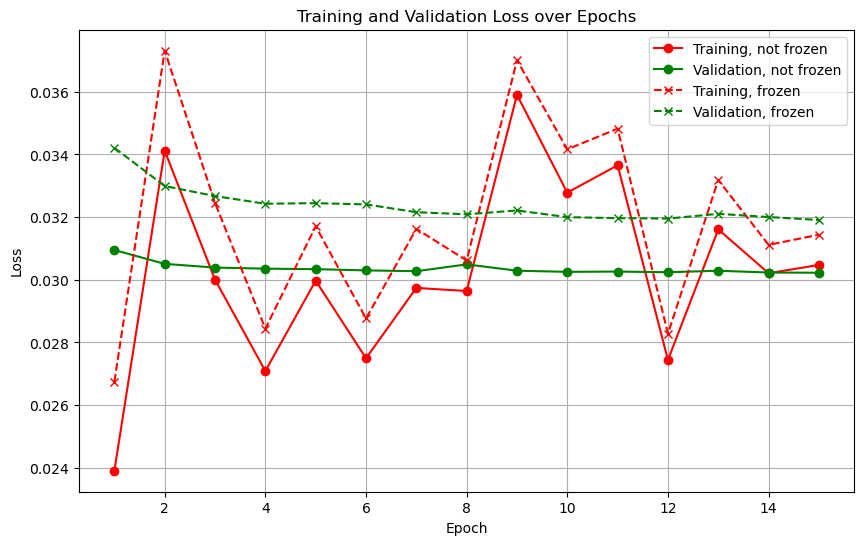 Training and Validation Loss over Epochs
Training, not frozen
Validation, not frozen
Training, frozen
Validation, frozen
0.036
0.034
0.032
0.030
0.028
0.026
0.024
Loss
2 4 6 8 10 12 14
Epoch